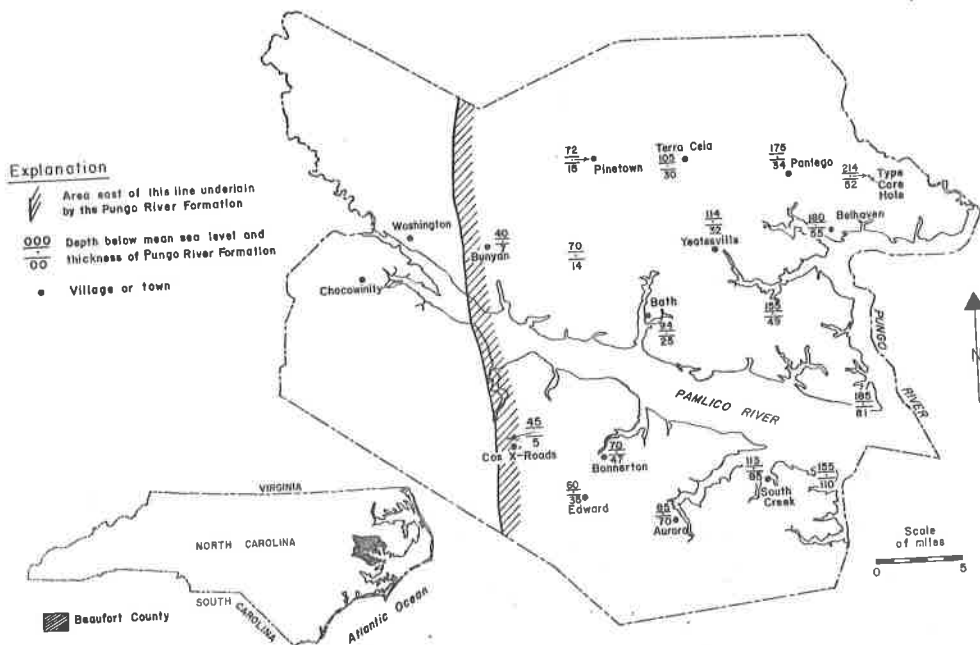 Explanation
Area east of this line underlain
by the Pungo River Formation
000
00
Depth below mean sea level and
thickness of Pungo River Formation
Village or town
72
15
Pinetown
Terra Ceia
105
30
175
54
Pantego
214
52
Type
Core
Hole
Washington
40
7
Bunyan
Chocowinity
70
14
114
32
Yeatesville
180
55
Belhaven
Bath
94
25
155
49
185
81
PUNGO
RIVER
PAMLICO RIVER
N
45
5
Cox X-Roads
70
47
Bonnerton
60
Edward
85
70
Aurora
113
South
Creek
155
110
Scale
of miles
0 5
VIRGINIA
NORTH CAROLINA
SOUTH
CAROLINA
Atlantic Ocean
Beaufort County